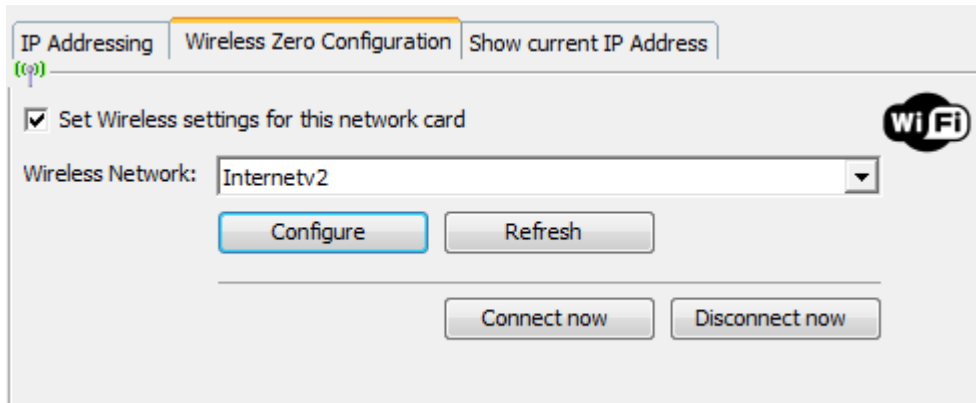 IP Addressing Wireless Zero Configuration Show current IP Address
Set Wireless settings for this network card
Wi Fi
Wireless Network: Internetv2
Configure Refresh
Connect now Disconnect now